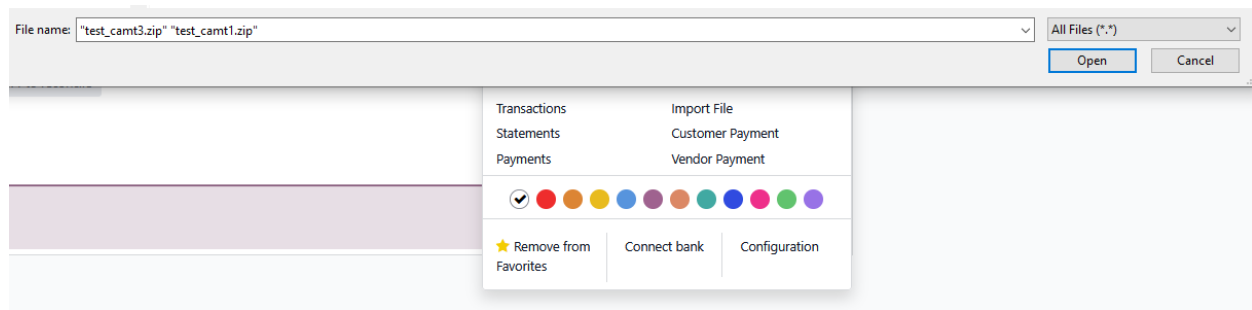 File name: "test_camt3.zip" "test_camt1.zip" All Files (*.*)
Open Cancel
Transactions Import File
Statements Customer Payment
Payments Vendor Payment
Remove from Favorites Connect bank Configuration